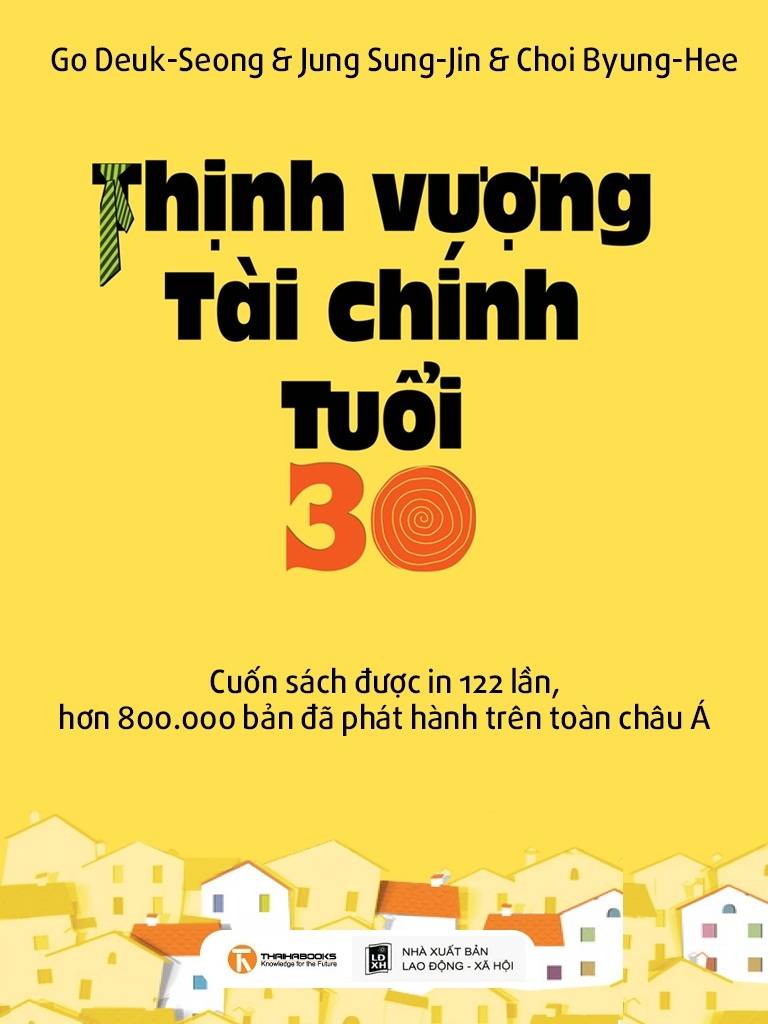 Go Deuk-Seong & Jung Sung-Jin & Choi Byung-Hee
Thịnh vượng
Tài chính
Tuổi
30
Cuốn sách được in 122 lần,
hơn 800.000 bản đã phát hành trên toàn châu Á
THAIHABOOKS
Knowledge for the Future
LD
XH
NHÀ XUẤT BẢN
LAO ĐỘNG - XÃ HỘI